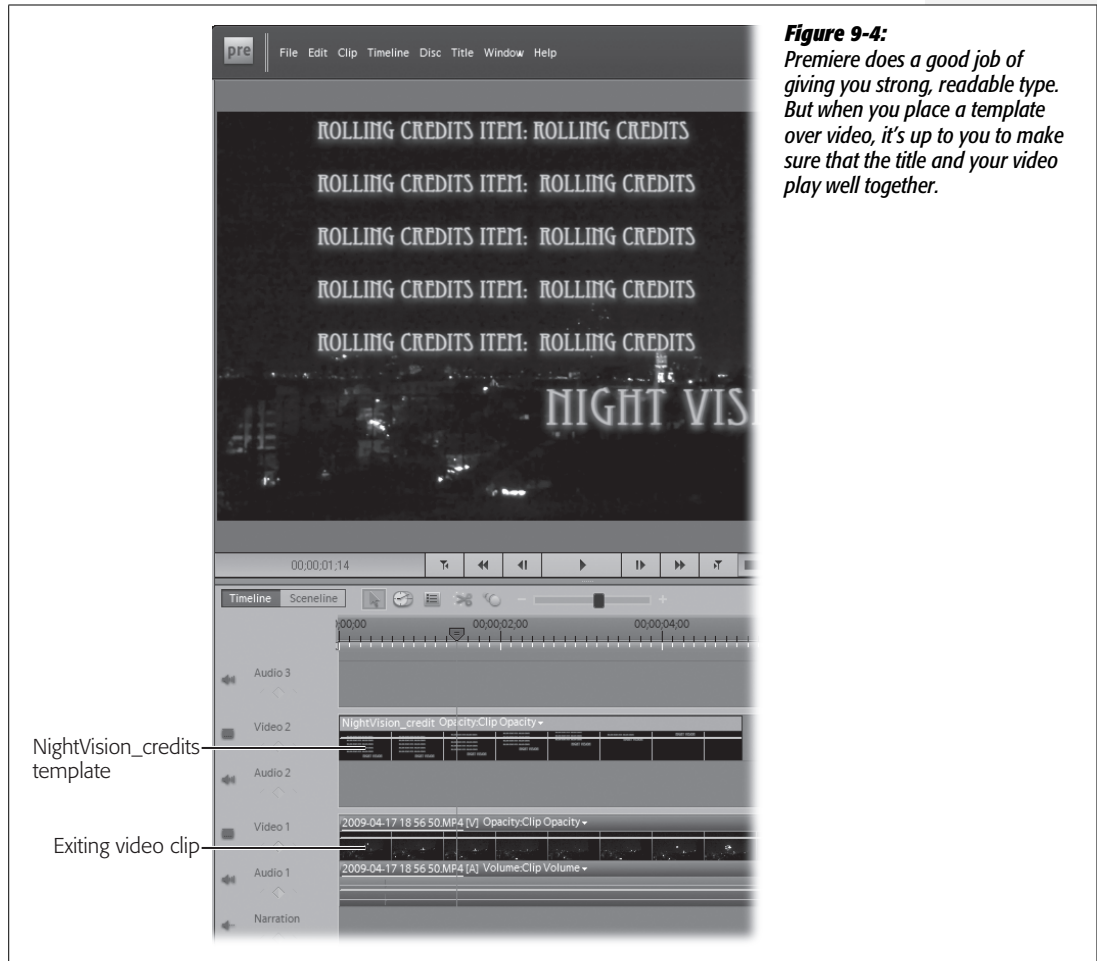 pre
File Edit Clip Timeline Disc Title Window Help
ROLLING CREDITS ITEM: ROLLING CREDITS
ROLLING CREDITS ITEM: ROLLING CREDITS
ROLLING CREDITS ITEM: ROLLING CREDITS
ROLLING CREDITS ITEM: ROLLING CREDITS
ROLLING CREDITS ITEM: ROLLING CREDITS
NIGHT VIS
00;00;01;14
Timeline Sceneline
;00;00 00;00;02;00 00;00;04;00
Audio 3
Video 2
NightVision_credit Opacity:Clip Opacity
Audio 2
Video 1
2009-04-17 18 56 50.MP4 [V] Opacity:Clip Opacity
Audio 1
2009-04-17 18 56 50.MP4 [A] Volume:Clip Volume
Narration
NightVision_credits
template
Exiting video clip
Figure 9-4:
Premiere does a good job of
giving you strong, readable type.
But when you place a template
over video, it's up to you to make
sure that the title and your video
play well together.